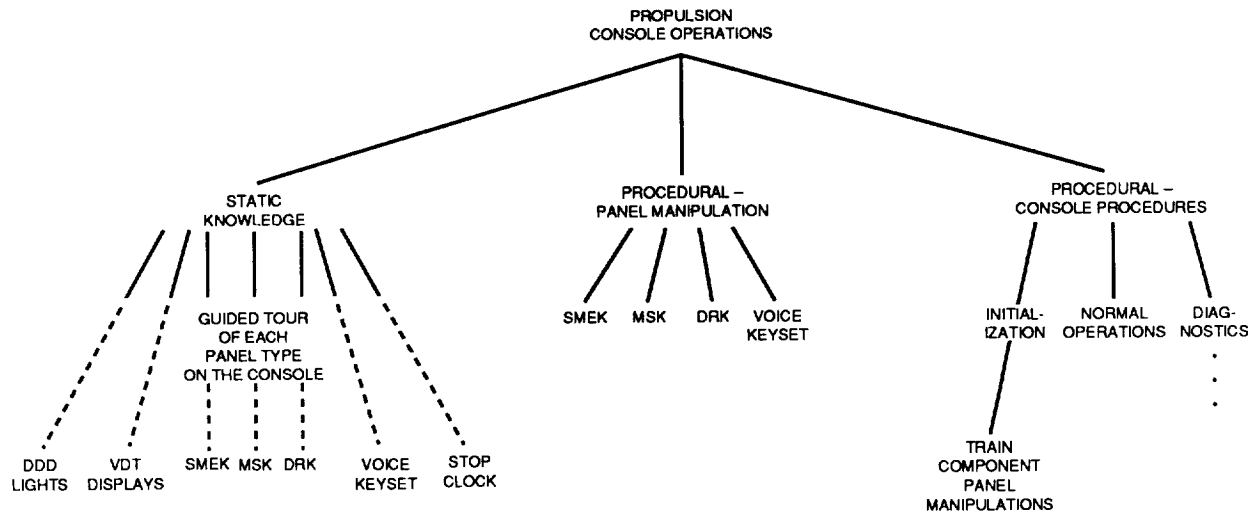 PROPULSION
CONSOLE OPERATIONS
STATIC
KNOWLEDGE
PROCEDURAL –
PANEL MANIPULATION
PROCEDURAL –
CONSOLE PROCEDURES
GUIDED TOUR
OF EACH
PANEL TYPE
ON THE CONSOLE
SMEK
MSK
DRK
VOICE
KEYSET
INITIAL-
IZATION
NORMAL
OPERATIONS
DIAG-
NOSTICS
DDD
LIGHTS
VDT
DISPLAYS
SMEK
MSK
DRK
VOICE
KEYSET
STOP
CLOCK
TRAIN
COMPONENT
PANEL
MANIPULATIONS